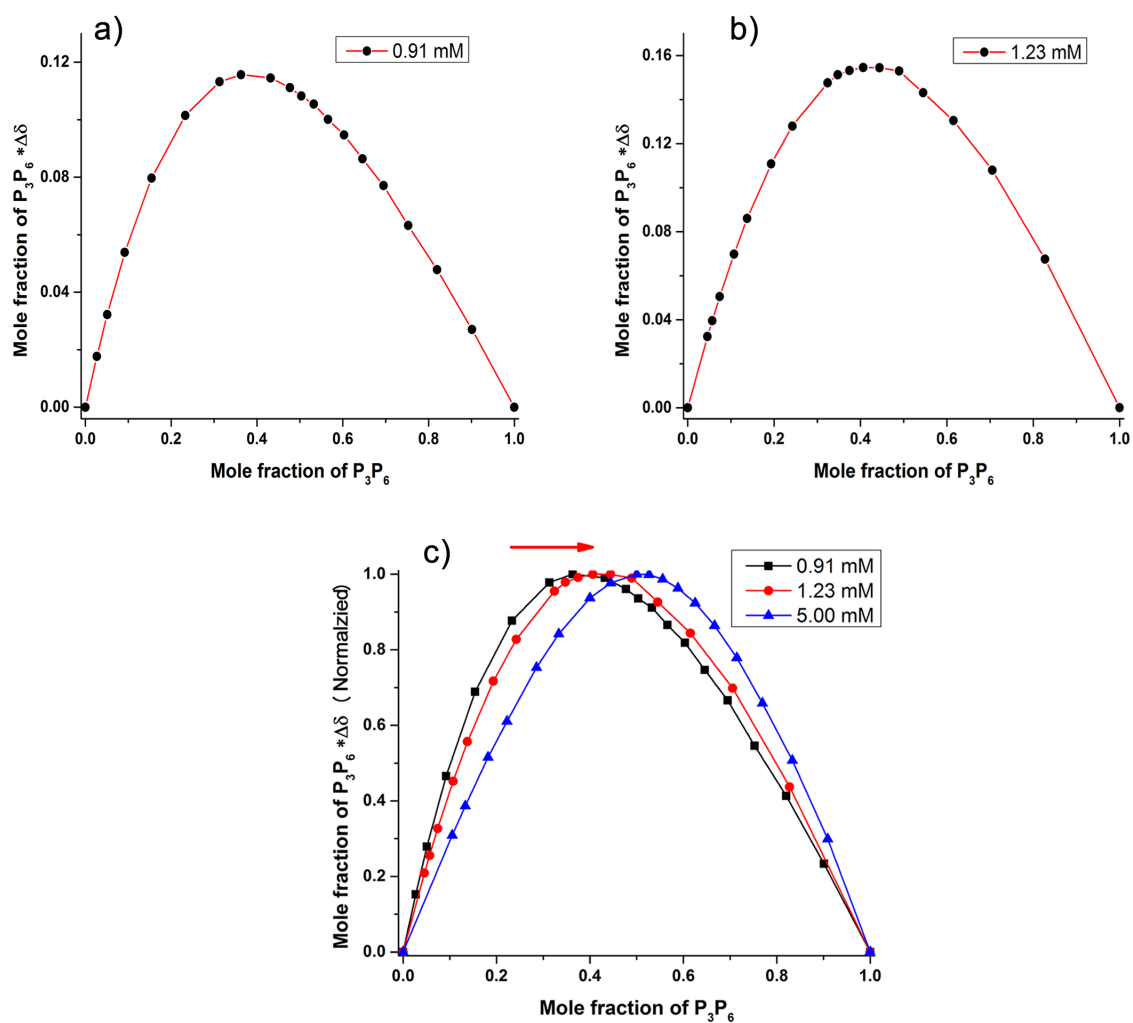 a)
0.91 mM
0.12
0.08
0.04
0.00
Mole fraction of P3P6 *Δδ
0.0 0.2 0.4 0.6 0.8 1.0
Mole fraction of P3P6
b)
1.23 mM
0.16
0.12
0.08
0.04
0.00
Mole fraction of P3P6 *Δδ
0.0 0.2 0.4 0.6 0.8 1.0
Mole fraction of P3P6
c)
0.91 mM
1.23 mM
5.00 mM
1.0
0.8
0.6
0.4
0.2
0.0
Mole fraction of P3P6 *Δδ ( Normalzied)
0.0 0.2 0.4 0.6 0.8 1.0
Mole fraction of P3P6